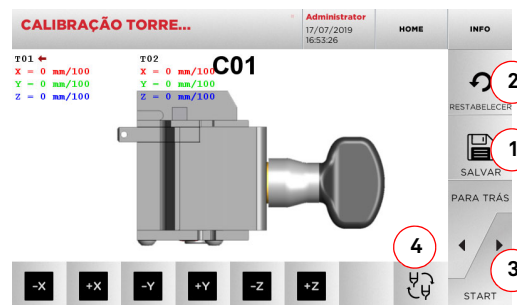 CALIBRAÇÃO TORRE...
Administrator
17/07/2019
16:53:26
HOME
INFO
T01
X = 0 mm/100
Y = 0 mm/100
Z = 0 mm/100
T02
X = 0 mm/100
Y = 0 mm/100
Z = 0 mm/100
C01
2
RESTABELECER
1
SALVAR
PARA TRÁS
4
3
START
-X
+X
-Y
+Y
-Z
+Z